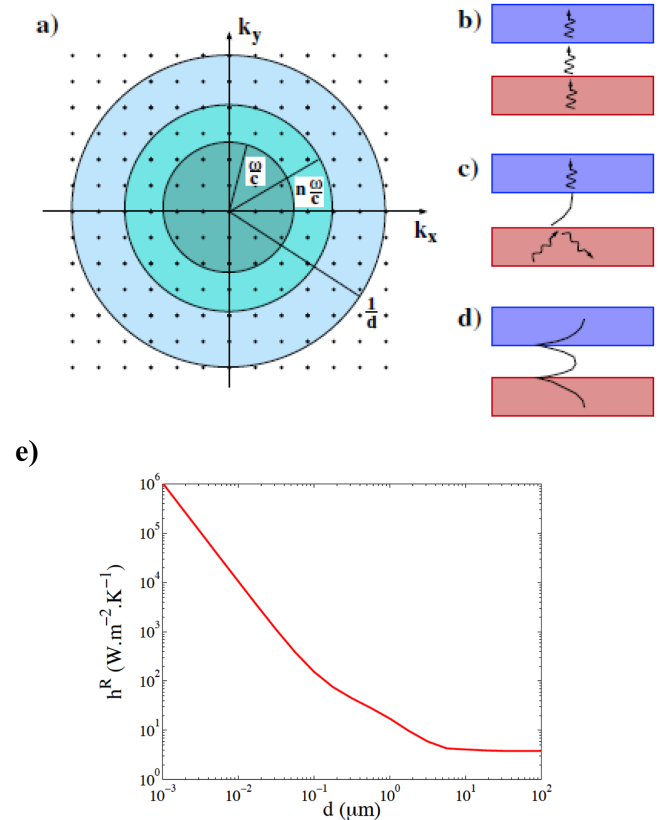 a)
k_y
ω/c
n ω/c
k_x
1/d
b)
c)
d)
e)
h^R (W.m^−2.K^−1)
10^6
10^5
10^4
10^3
10^2
10^1
10^0
10^−3 10^−2 10^−1 10^0 10^1 10^2
d (μm)